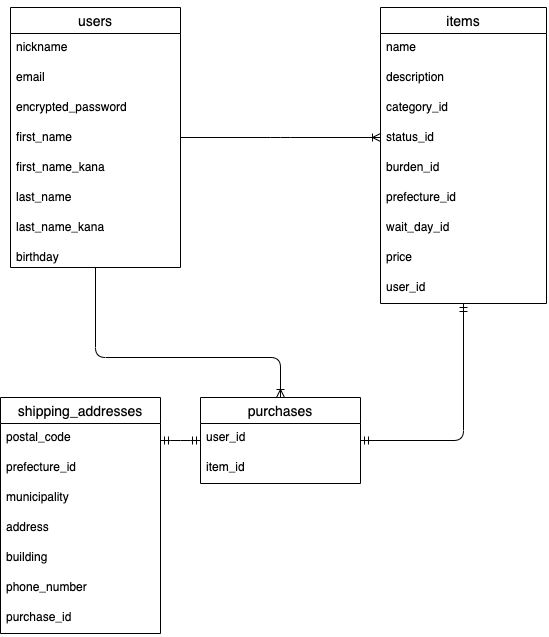 users
nickname
email
encrypted_password
first_name
first_name_kana
last_name
last_name_kana
birthday
items
name
description
category_id
status_id
burden_id
prefecture_id
wait_day_id
price
user_id
shipping_addresses
postal_code
prefecture_id
municipality
address
building
phone_number
purchase_id
purchases
user_id
item_id